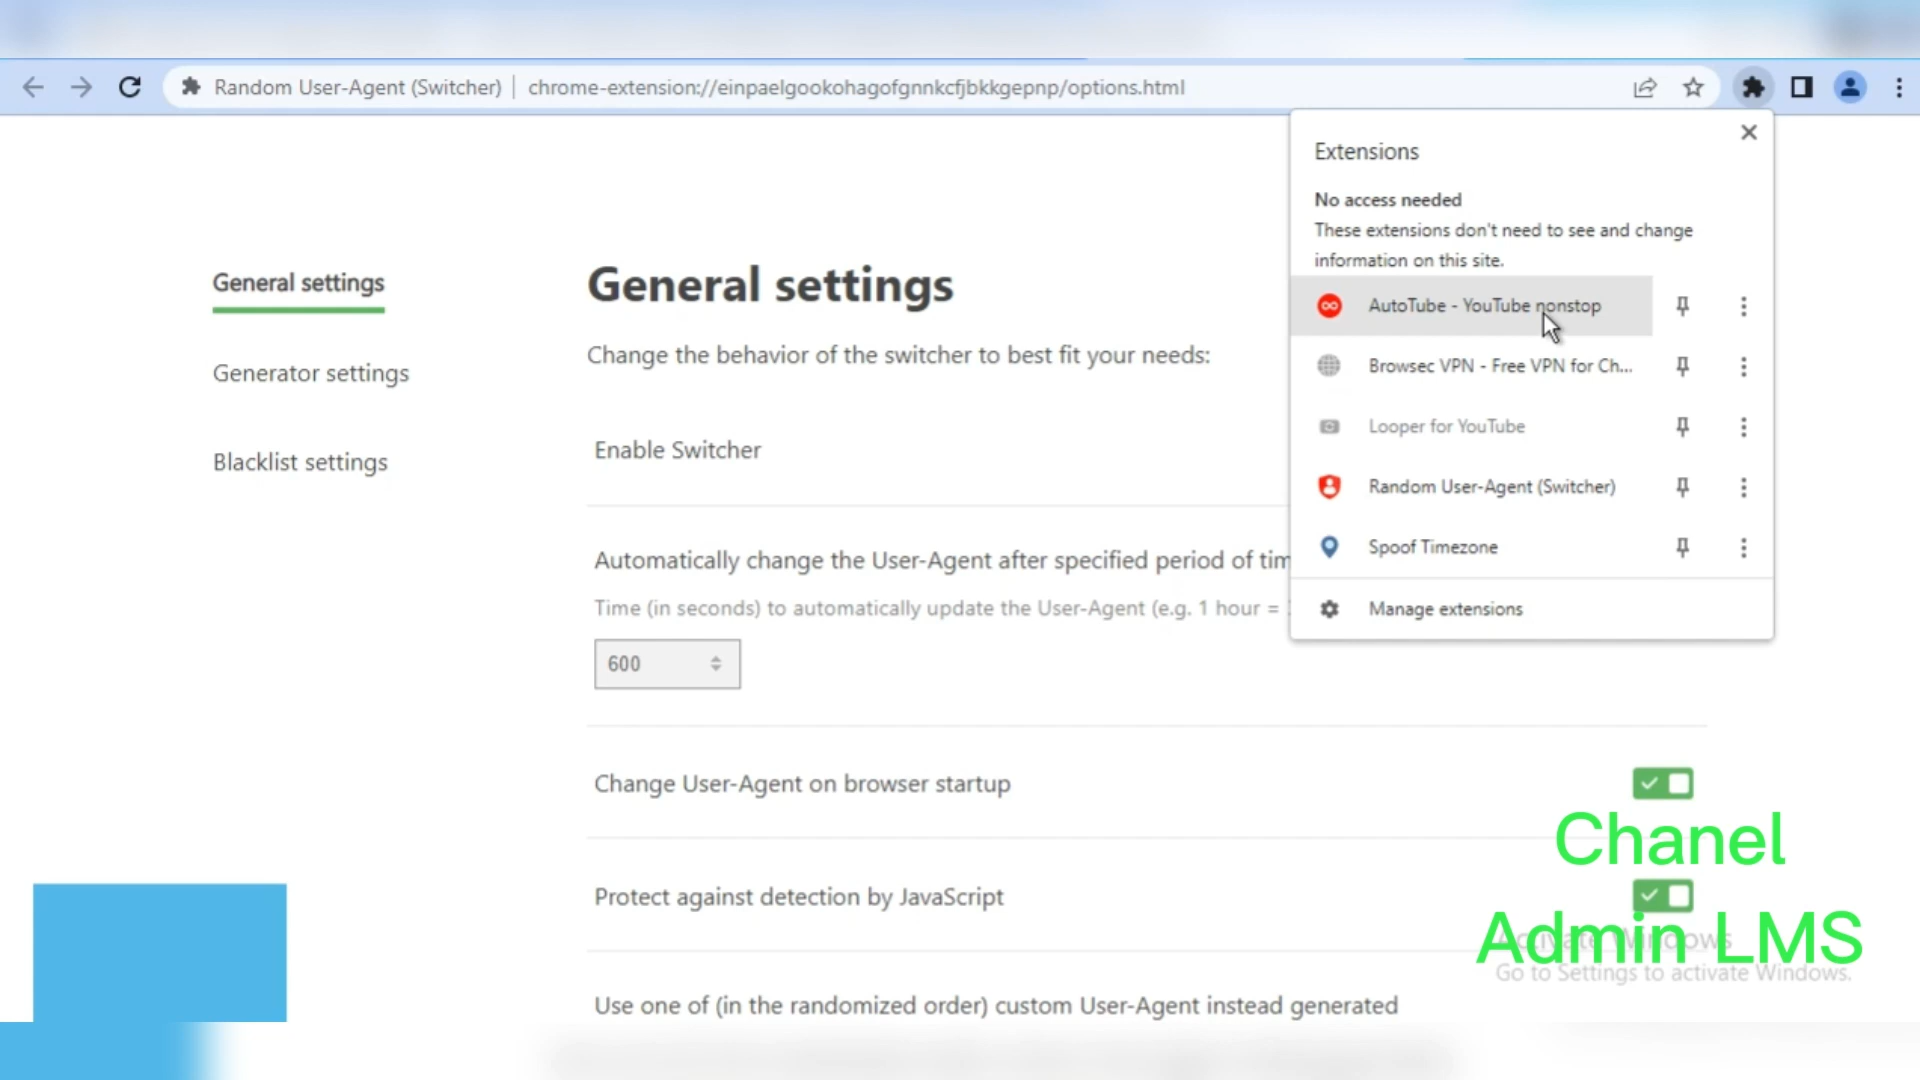 Random User-Agent (Switcher) | chrome-extension://einpaelgookohagofgnnkcfjbkkgepnp/options.html
Extensions
No access needed
These extensions don't need to see and change
information on this site.
AutoTube - YouTube nonstop
Browsec VPN - Free VPN for Ch...
Looper for YouTube
Random User-Agent (Switcher)
Spoof Timezone
Manage extensions
General settings
Generator settings
Blacklist settings
General settings
Change the behavior of the switcher to best fit your needs:
Enable Switcher
Automatically change the User-Agent after specified period of tim
Time (in seconds) to automatically update the User-Agent (e.g. 1 hour =
600
Change User-Agent on browser startup
Protect against detection by JavaScript
Use one of (in the randomized order) custom User-Agent instead generated
Chanel
Admin LMS
Activate Windows
Go to Settings to activate Windows.